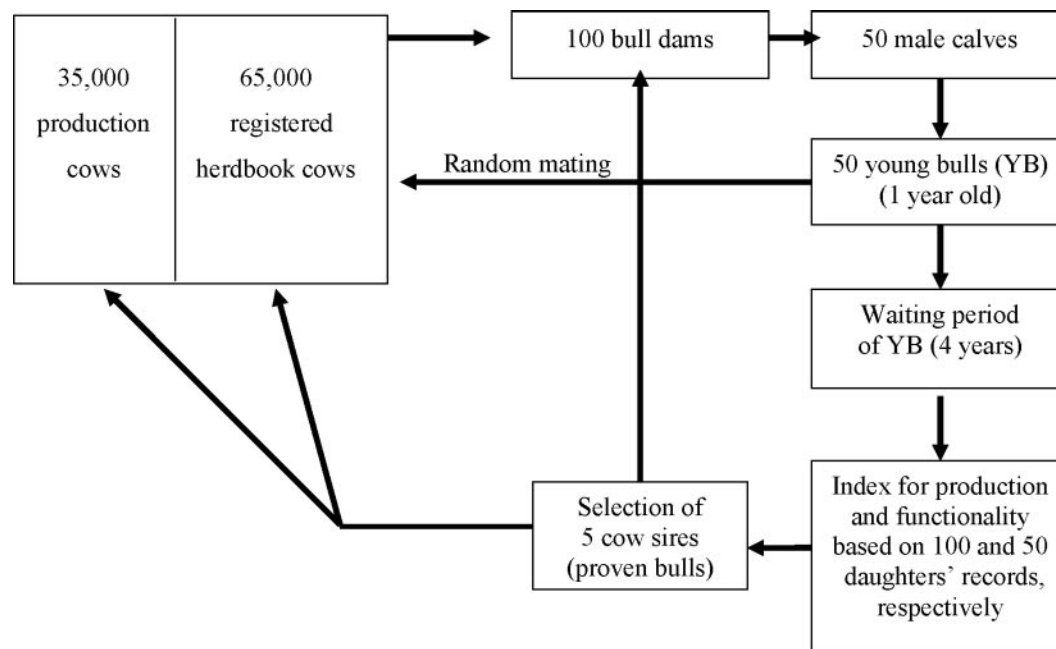 35,000
production
cows
65,000
registered
herdbook cows
100 bull dams
50 male calves
Random mating
50 young bulls (YB)
(1 year old)
Waiting period
of YB (4 years)
Selection of
5 cow sires
(proven bulls)
Index for production
and functionality
based on 100 and 50
daughters’ records,
respectively